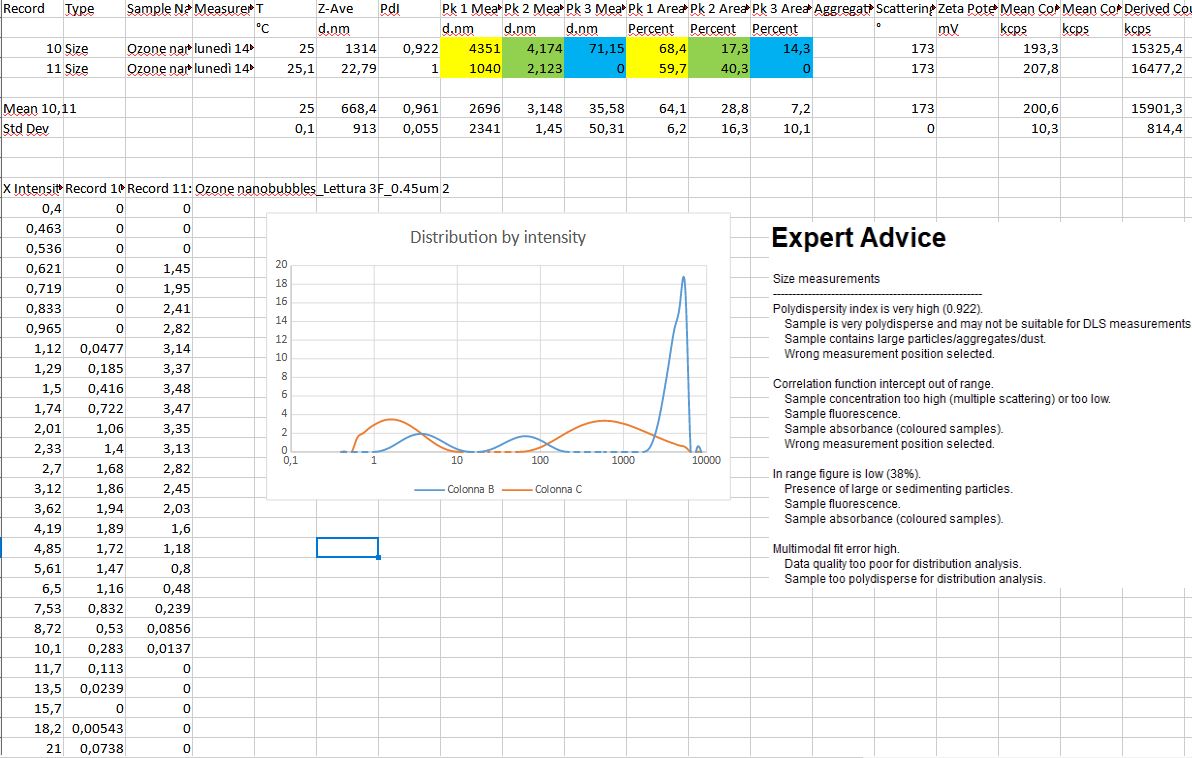 Record Type Sample Na Measurem T Z-Ave PdI Pk 1 Mea Pk 2 Mea Pk 3 Mea Pk 1 Area Pk 2 Area Pk 3 Area Aggregati Scattering Zeta Pote Mean Co Mean Co Derived Cou
°C d.nm d.nm d.nm d.nm Percent Percent Percent ° mV kcps kcps kcps
10 Size Ozone nan lunedì 14 25 1314 0,922 4351 4,174 71,15 68,4 17,3 14,3 173 193,3 15325,4
11 Size Ozone nan lunedì 14 25,1 22,79 1 1040 2,123 0 59,7 40,3 0 173 207,8 16477,2
Mean 10,11 25 668,4 0,961 2696 3,148 35,58 64,1 28,8 7,2 173 200,6 15901,3
Std Dev 0,1 913 0,055 2341 1,45 50,31 6,2 16,3 10,1 0 10,3 814,4
X Intensit Record 10 Record 11: Ozone nanobubbles_Lettura 3F_0.45um 2
0,4 0 0
0,463 0 0
0,536 0 0
0,621 0 1,45
0,719 0 1,95
0,833 0 2,41
0,965 0 2,82
1,12 0,0477 3,14
1,29 0,185 3,37
1,5 0,416 3,48
1,74 0,722 3,47
2,01 1,06 3,35
2,33 1,4 3,13
2,7 1,68 2,82
3,12 1,86 2,45
3,62 1,94 2,03
4,19 1,89 1,6
4,85 1,72 1,18
5,61 1,47 0,8
6,5 1,16 0,48
7,53 0,832 0,239
8,72 0,53 0,0856
10,1 0,283 0,0137
11,7 0,113 0
13,5 0,0239 0
15,7 0 0
18,2 0,00543 0
21 0,0738 0
Distribution by intensity
20
18
16
14
12
10
8
6
4
2
0
0,1 1 10 100 1000 10000
Colonna B Colonna C
Expert Advice
Size measurements
------------------------------------------------------
Polydispersity index is very high (0.922).
Sample is very polydisperse and may not be suitable for DLS measurements
Sample contains large particles/aggregates/dust.
Wrong measurement position selected.
Correlation function intercept out of range.
Sample concentration too high (multiple scattering) or too low.
Sample fluorescence.
Sample absorbance (coloured samples).
Wrong measurement position selected.
In range figure is low (38%).
Presence of large or sedimenting particles.
Sample fluorescence.
Sample absorbance (coloured samples).
Multimodal fit error high.
Data quality too poor for distribution analysis.
Sample too polydisperse for distribution analysis.